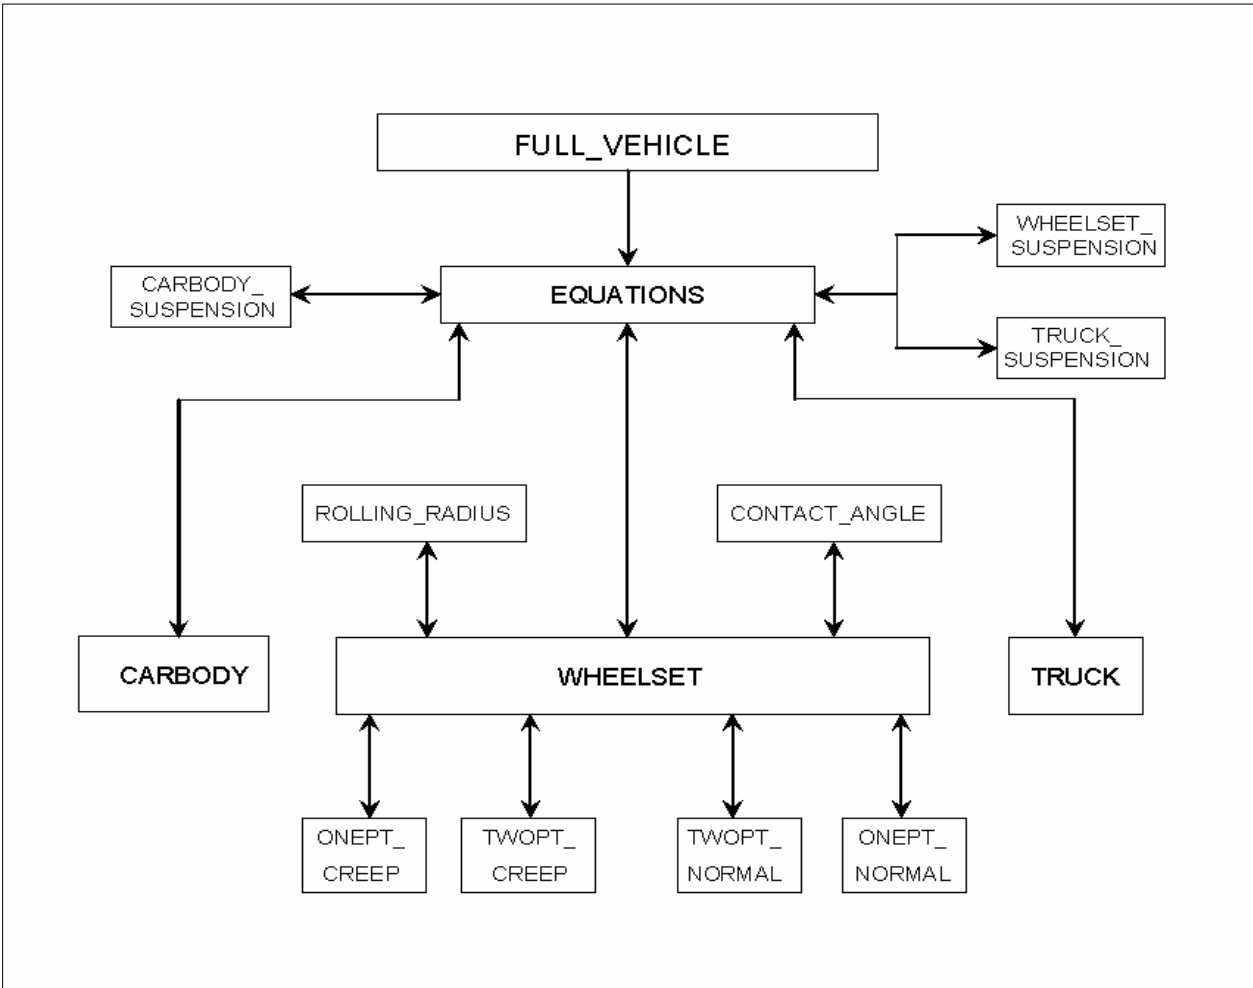 FULL_VEHICLE
WHEELSET_
SUSPENSION
CARBODY_
SUSPENSION
EQUATIONS
TRUCK_
SUSPENSION
ROLLING_RADIUS
CONTACT_ANGLE
CARBODY
WHEELSET
TRUCK
ONEPT_
CREEP
TWOPT_
CREEP
TWOPT_
NORMAL
ONEPT_
NORMAL